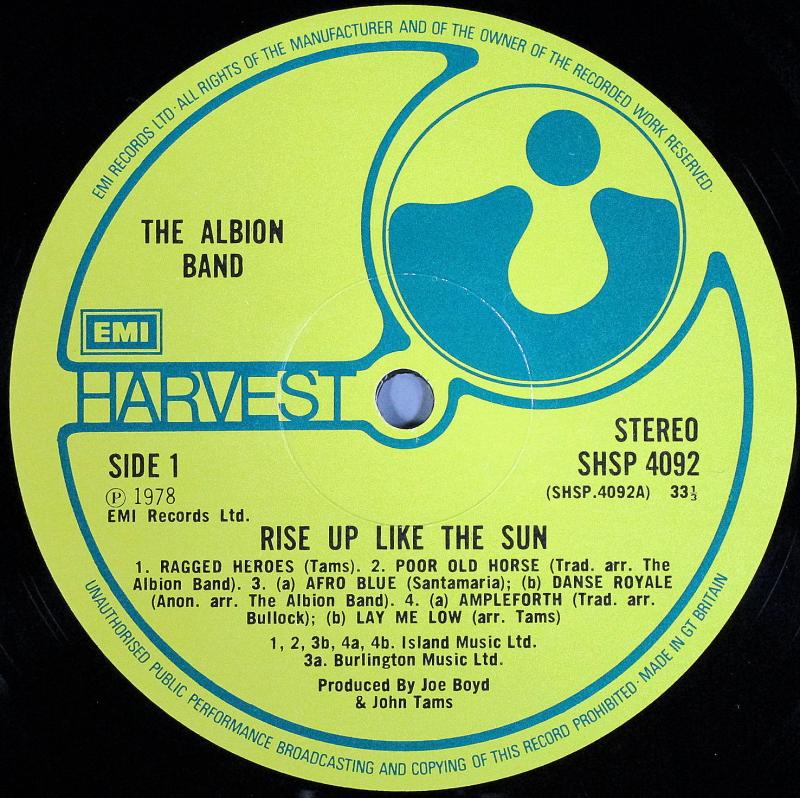 EMI RECORDS LTD · ALL RIGHTS OF THE MANUFACTURER AND OF THE OWNER OF THE RECORDED WORK RESERVED ·
THE ALBION
BAND
EMI
HARVEST
STEREO
SIDE 1
SHSP 4092
Ⓟ 1978
(SHSP.4092A) 33⅓
EMI Records Ltd.
RISE UP LIKE THE SUN
1. RAGGED HEROES (Tams). 2. POOR OLD HORSE (Trad. arr. The
Albion Band). 3. (a) AFRO BLUE (Santamaria); (b) DANSE ROYALE
(Anon. arr. The Albion Band). 4. (a) AMPLEFORTH (Trad. arr.
Bullock); (b) LAY ME LOW (arr. Tams)
1, 2, 3b, 4a, 4b. Island Music Ltd.
3a. Burlington Music Ltd.
Produced By Joe Boyd
& John Tams
UNAUTHORISED PUBLIC PERFORMANCE BROADCASTING AND COPYING OF THIS RECORD PROHIBITED · MADE IN GT BRITAIN